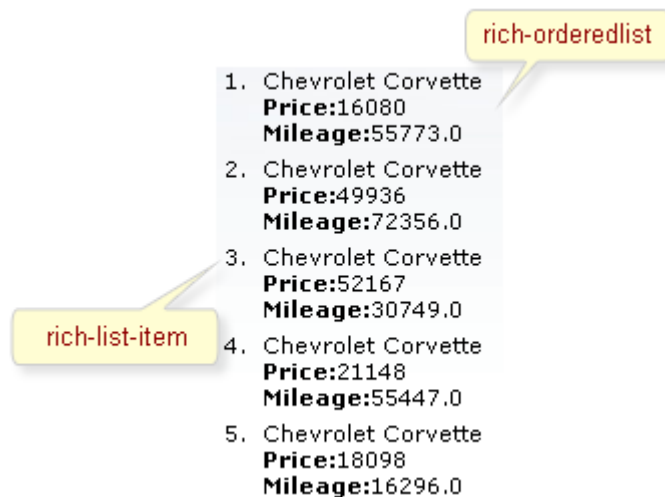 rich-orderedlist
1. Chevrolet Corvette
Price:16080
Mileage:55773.0
2. Chevrolet Corvette
Price:49936
Mileage:72356.0
3. Chevrolet Corvette
Price:52167
Mileage:30749.0
rich-list-item
4. Chevrolet Corvette
Price:21148
Mileage:55447.0
5. Chevrolet Corvette
Price:18098
Mileage:16296.0